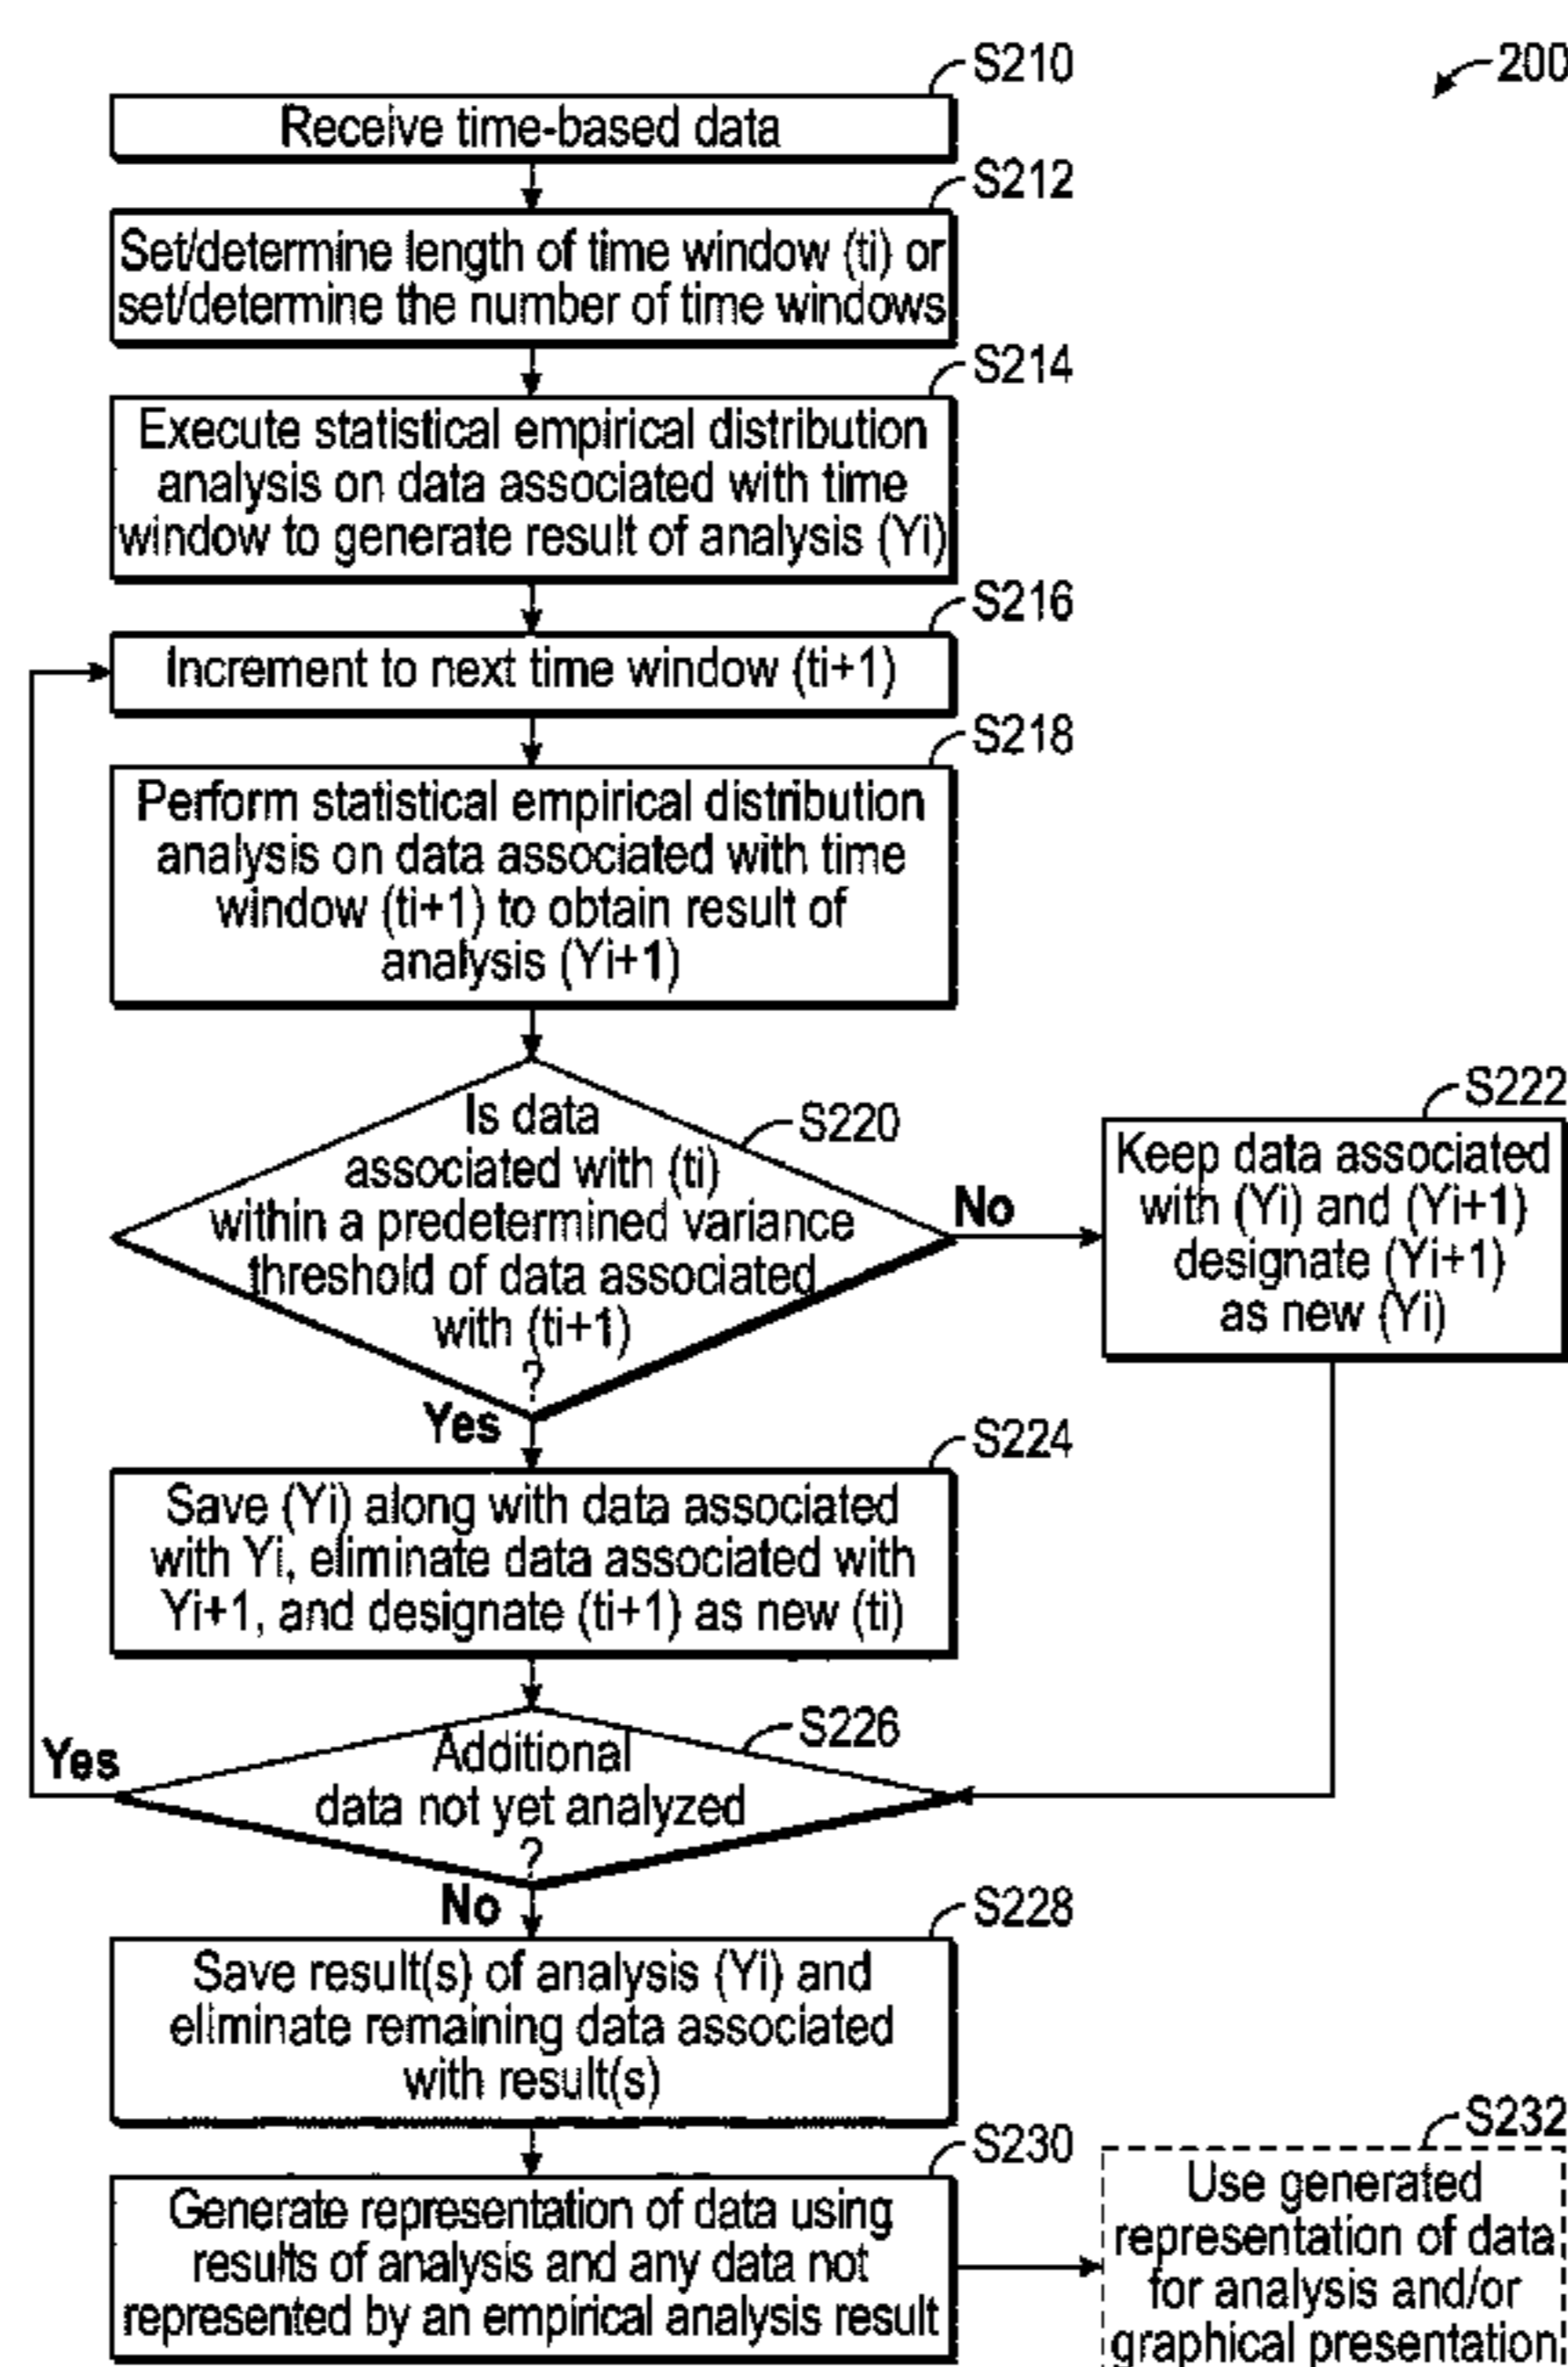 200
S210
Receive time-based data
S212
Set/determine length of time window (ti) or
set/determine the number of time windows
S214
Execute statistical empirical distribution
analysis on data associated with time
window to generate result of analysis (Yi)
S216
Increment to next time window (ti+1)
S218
Perform statistical empirical distribution
analysis on data associated with time
window (ti+1) to obtain result of
analysis (Yi+1)
S220
Is data
associated with (ti)
within a predetermined variance
threshold of data associated
with (ti+1)
?
No
S222
Keep data associated
with (Yi) and (Yi+1)
designate (Yi+1)
as new (Yi)
Yes
S224
Save (Yi) along with data associated
with Yi, eliminate data associated with
Yi+1, and designate (ti+1) as new (ti)
S226
Additional
data not yet analyzed
?
Yes
No
S228
Save result(s) of analysis (Yi) and
eliminate remaining data associated
with result(s)
S230
Generate representation of data using
results of analysis and any data not
represented by an empirical analysis result
S232
Use generated
representation of data
for analysis and/or
graphical presentation